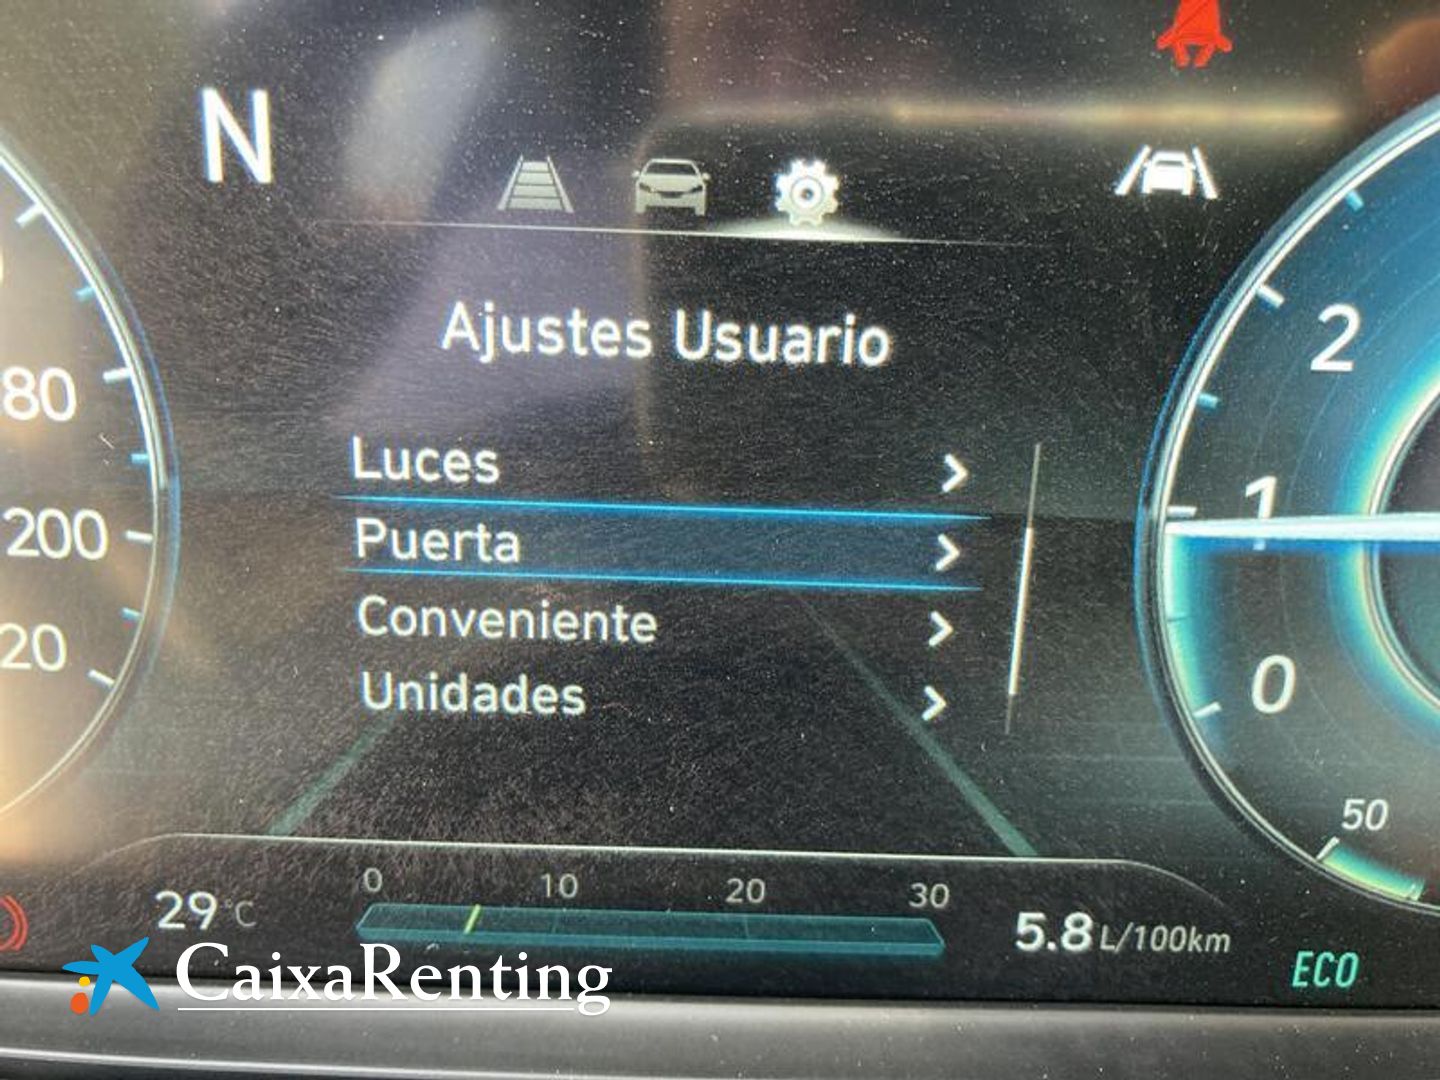 N
Ajustes Usuario
Luces
Puerta
Conveniente
Unidades
80
200
20
2
1
0
50
29°C
0 10 20 30
5.8 L/100km
ECO
CaixaRenting